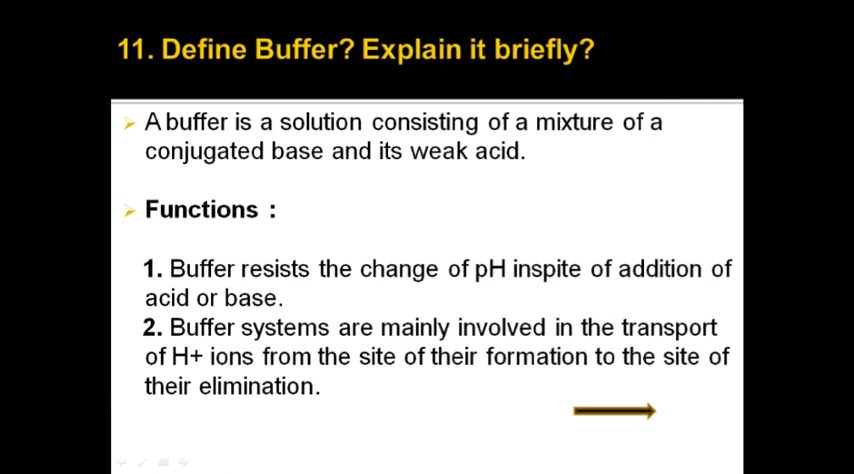 11. Define Buffer? Explain it briefly?
A buffer is a solution consisting of a mixture of a
conjugated base and its weak acid.
Functions :
1. Buffer resists the change of pH inspite of addition of
acid or base.
2. Buffer systems are mainly involved in the transport
of H+ ions from the site of their formation to the site of
their elimination.